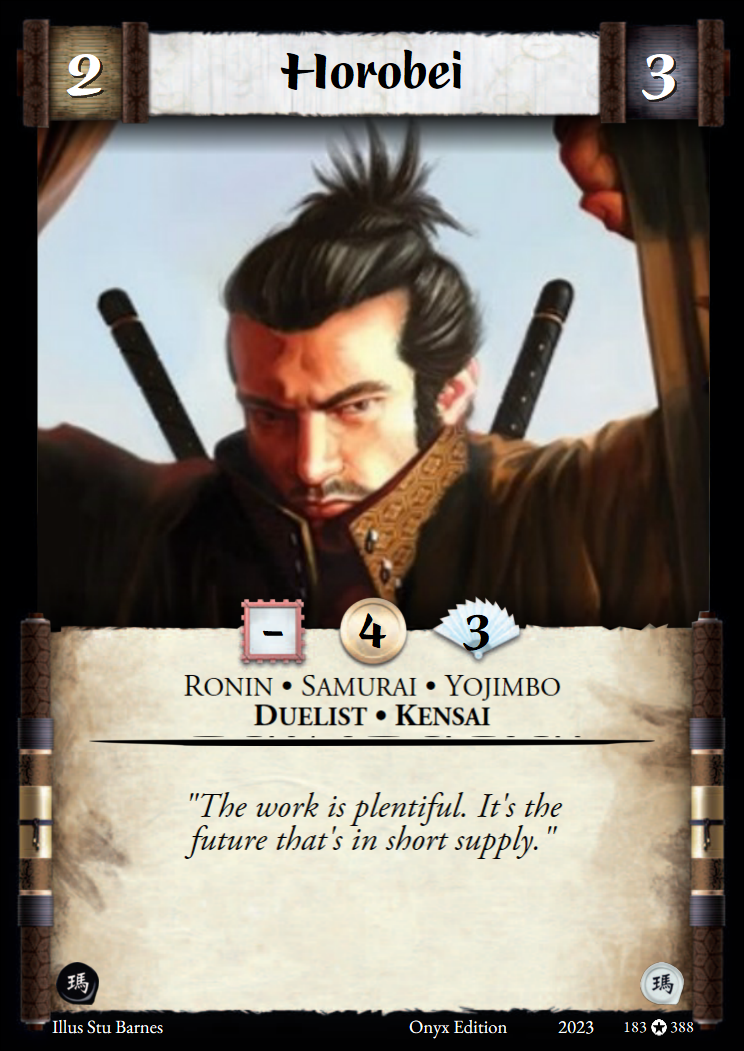 2
Horobei
3
-
4
3
RONIN • SAMURAI • YOJIMBO
DUELIST • KENSAI
"The work is plentiful. It's the
future that's in short supply."
瑪
瑪
Illus Stu Barnes
Onyx Edition
2023
183 ✪ 388